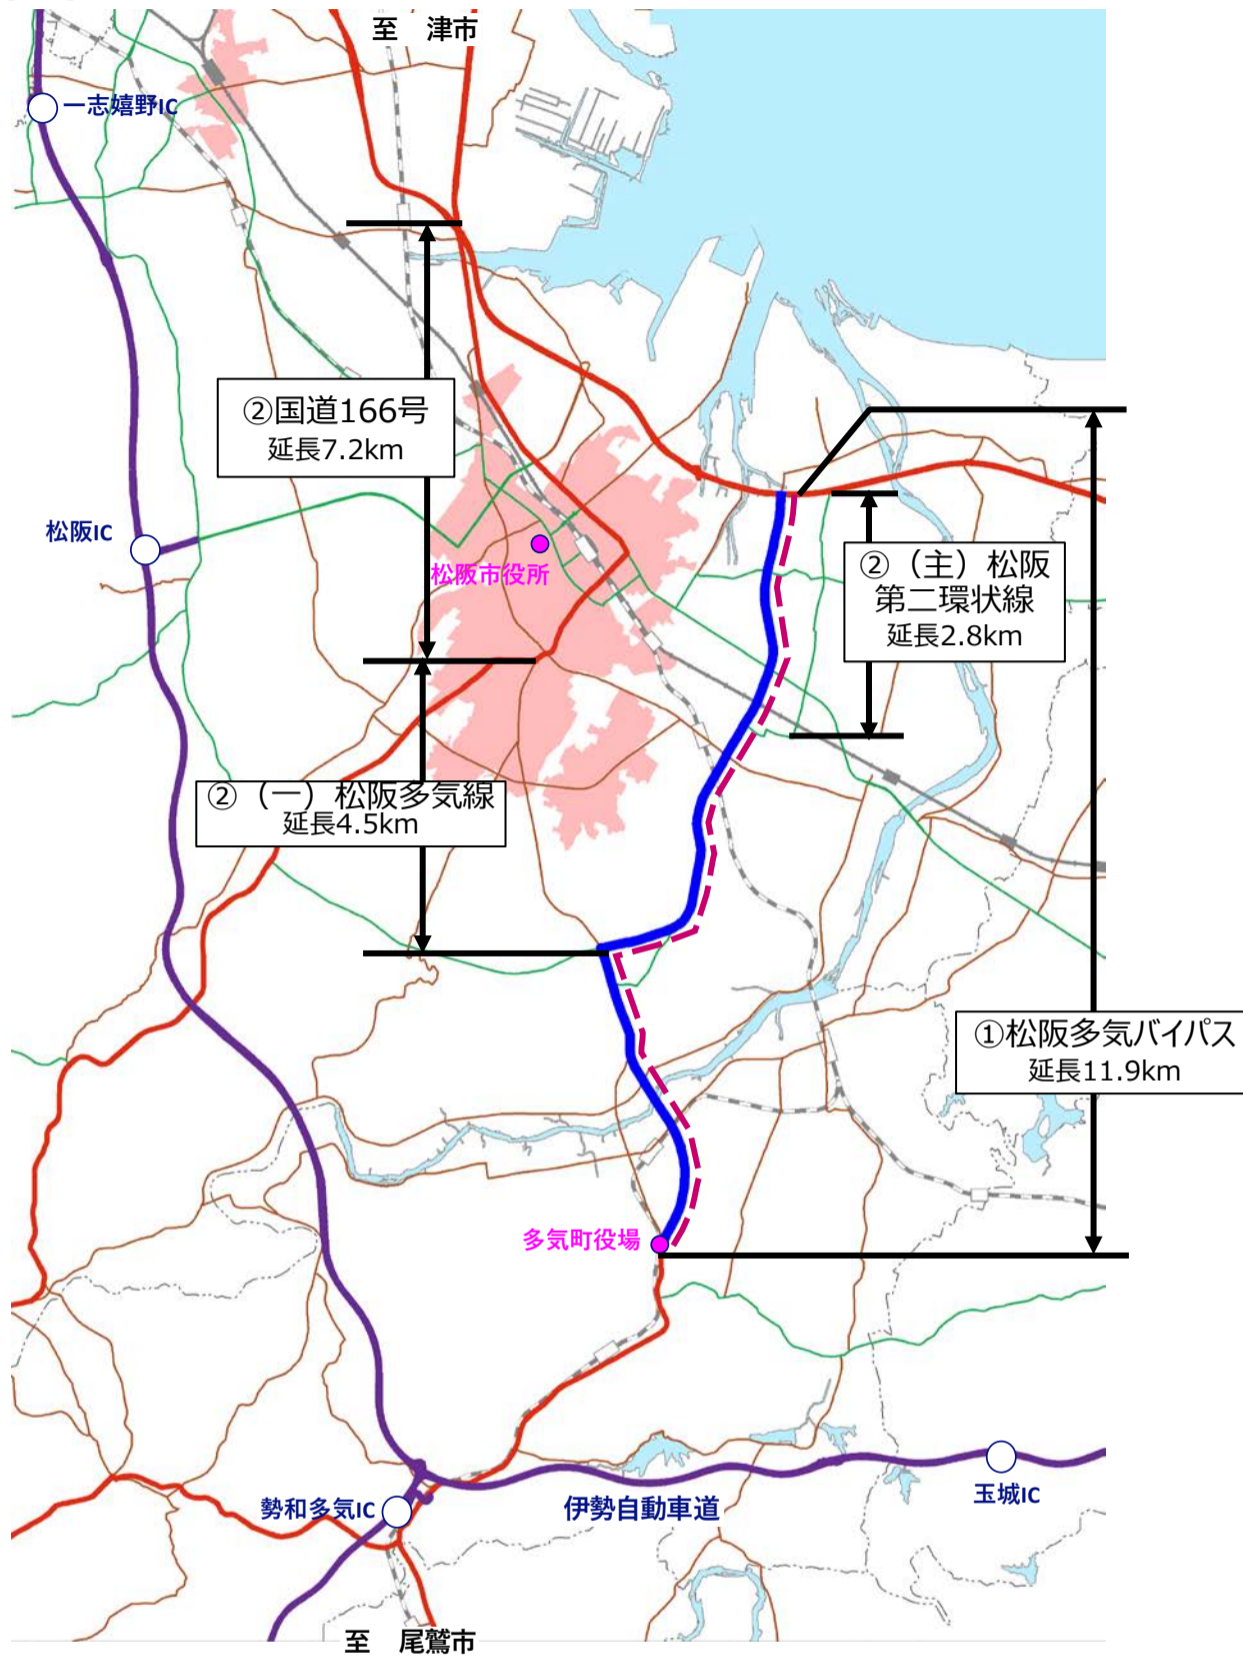 至　津市
一志嬉野IC
②国道166号
延長7.2km
松阪IC
松阪市役所
②（主）松阪
第二環状線
延長2.8km
②（一）松阪多気線
延長4.5km
①松阪多気バイパス
延長11.9km
多気町役場
勢和多気IC
伊勢自動車道
玉城IC
至　尾鷲市